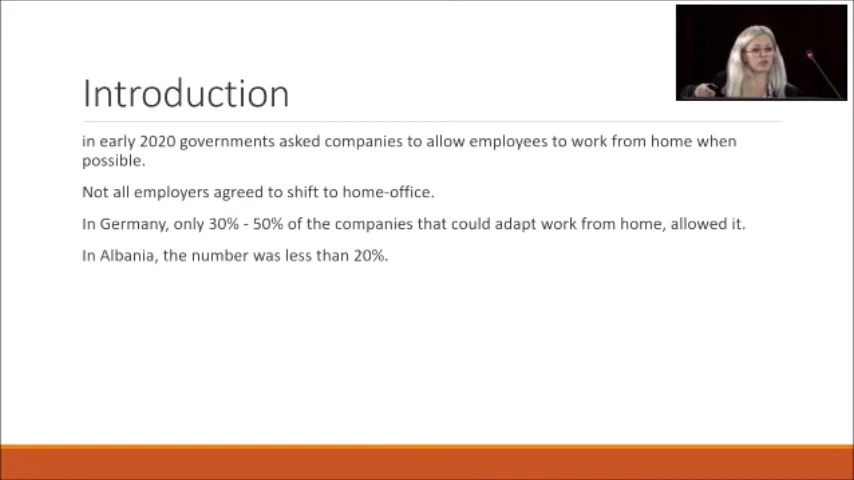 Introduction
in early 2020 governments asked companies to allow employees to work from home when
possible.
Not all employers agreed to shift to home-office.
In Germany, only 30% - 50% of the companies that could adapt work from home, allowed it.
In Albania, the number was less than 20%.